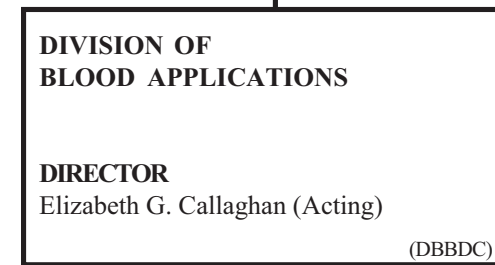 DIVISION OF
BLOOD APPLICATIONS
DIRECTOR
Elizabeth G. Callaghan (Acting)
(DBBDC)